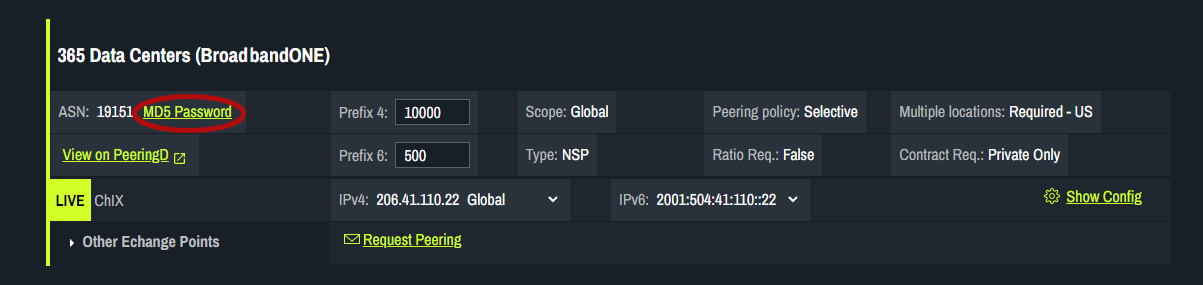 365 Data Centers (BroadbandONE)
ASN: 19151 MD5 Password Prefix 4: 10000 Scope: Global Peering policy: Selective Multiple locations: Required - US
View on PeeringD Prefix 6: 500 Type: NSP Ratio Req.: False Contract Req.: Private Only
LIVE ChIX IPv4: 206.41.110.22 Global IPv6: 2001:504:41:110::22 Show Config
Other Echange Points Request Peering